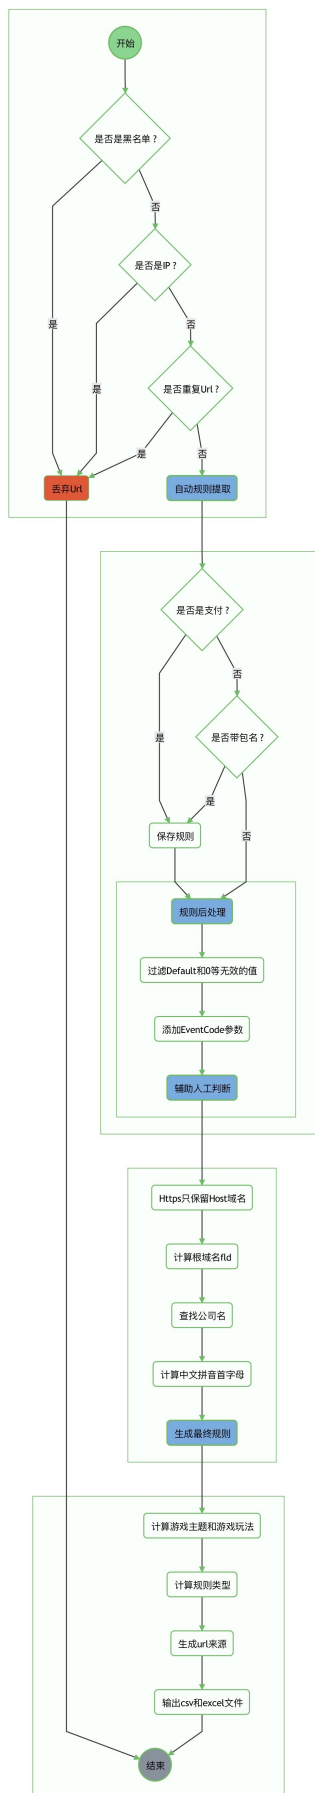 开始
是否是黑名单？
否
是否是IP？
是
否
是
是否重复Url？
是
否
丢弃Url
自动规则提取
是否是支付？
否
是
是否带包名？
是
否
保存规则
规则后处理
过滤Default和0等无效的值
添加EventCode参数
辅助人工判断
Https只保留Host域名
计算根域名fld
查找公司名
计算中文拼音首字母
生成最终规则
计算游戏主题和游戏玩法
计算规则类型
生成url来源
输出csv和excel文件
结束